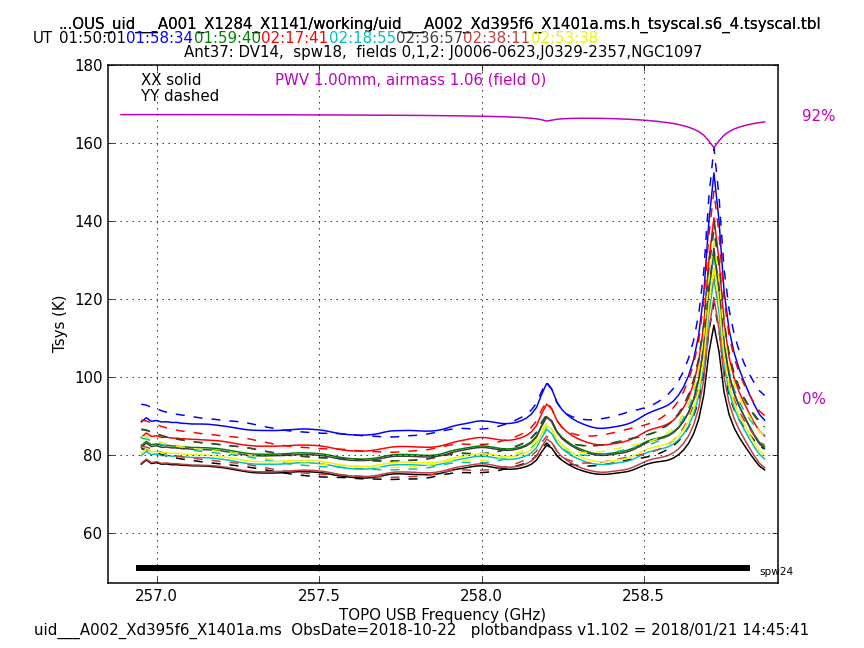 ...OUS_uid___A001_X1284_X1141/working/uid___A002_Xd395f6_X1401a.ms.h_tsyscal.s6_4.tsyscal.tbl
UT 01:50:01 01:58:34 01:59:40 02:17:41 02:18:55 02:36:57 02:38:11 02:53:38
Ant37: DV14,  spw18,  fields 0,1,2: J0006-0623,J0329-2357,NGC1097
180
XX solid
PWV 1.00mm, airmass 1.06 (field 0)
YY dashed
92%
160
140
120
Tsys (K)
100
0%
80
60
spw24
257.0 257.5 258.0 258.5
TOPO USB Frequency (GHz)
uid___A002_Xd395f6_X1401a.ms  ObsDate=2018-10-22   plotbandpass v1.102 = 2018/01/21 14:45:41